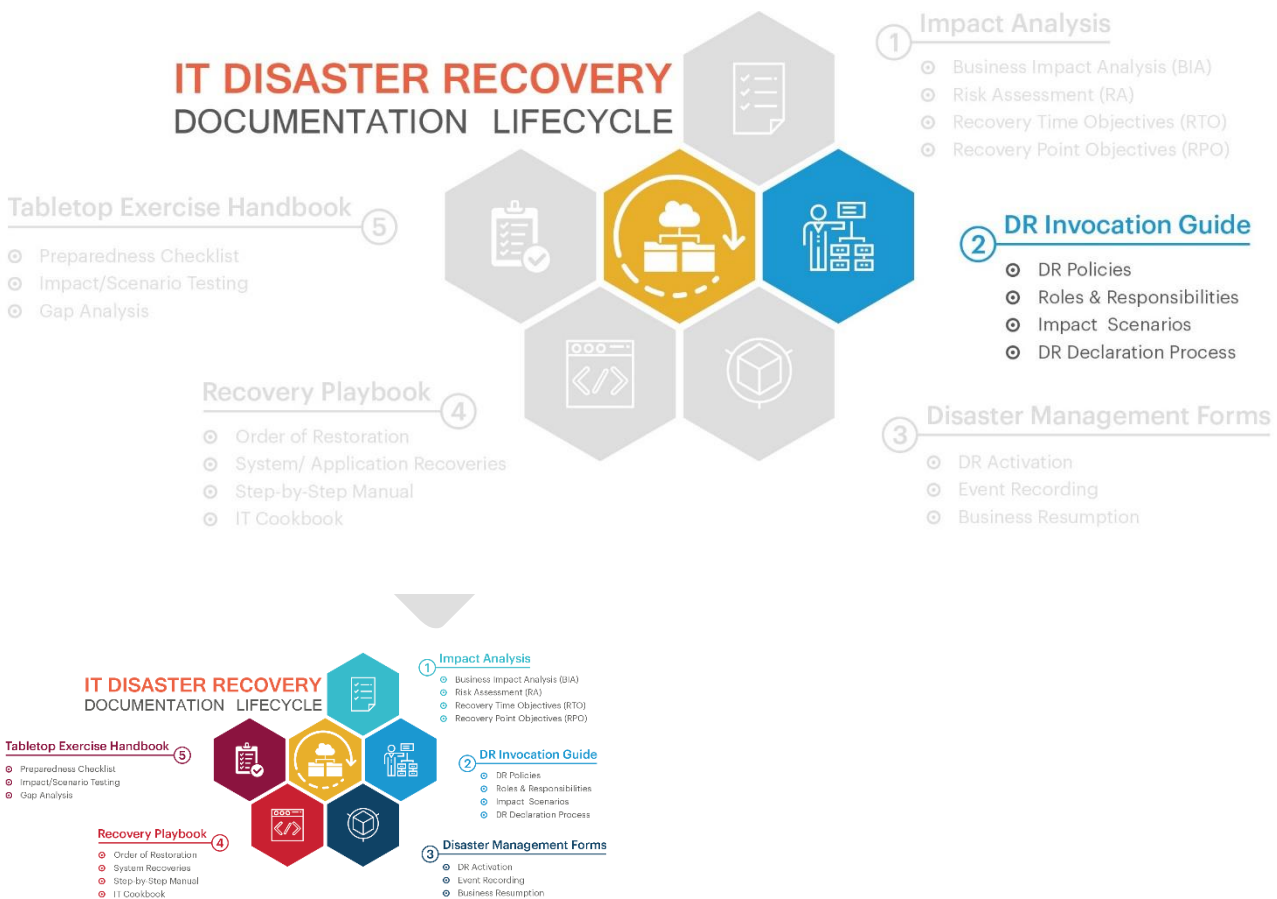 IT DISASTER RECOVERY
DOCUMENTATION LIFECYCLE
1
Impact Analysis
Business Impact Analysis (BIA)
Risk Assessment (RA)
Recovery Time Objectives (RTO)
Recovery Point Objectives (RPO)
2
DR Invocation Guide
DR Policies
Roles & Responsibilities
Impact Scenarios
DR Declaration Process
3
Disaster Management Forms
DR Activation
Event Recording
Business Resumption
Recovery Playbook
4
Order of Restoration
System/ Application Recoveries
Step-by-Step Manual
IT Cookbook
Tabletop Exercise Handbook
5
Preparedness Checklist
Impact/Scenario Testing
Gap Analysis
IT DISASTER RECOVERY
DOCUMENTATION LIFECYCLE
1
Impact Analysis
Business Impact Analysis (BIA)
Risk Assessment (RA)
Recovery Time Objectives (RTO)
Recovery Point Objectives (RPO)
2
DR Invocation Guide
DR Policies
Roles & Responsibilities
Impact Scenarios
DR Declaration Process
3
Disaster Management Forms
DR Activation
Event Recording
Business Resumption
Recovery Playbook
4
Order of Restoration
System Recoveries
Step-by-Step Manual
IT Cookbook
Tabletop Exercise Handbook
5
Preparedness Checklist
Impact/Scenario Testing
Gap Analysis